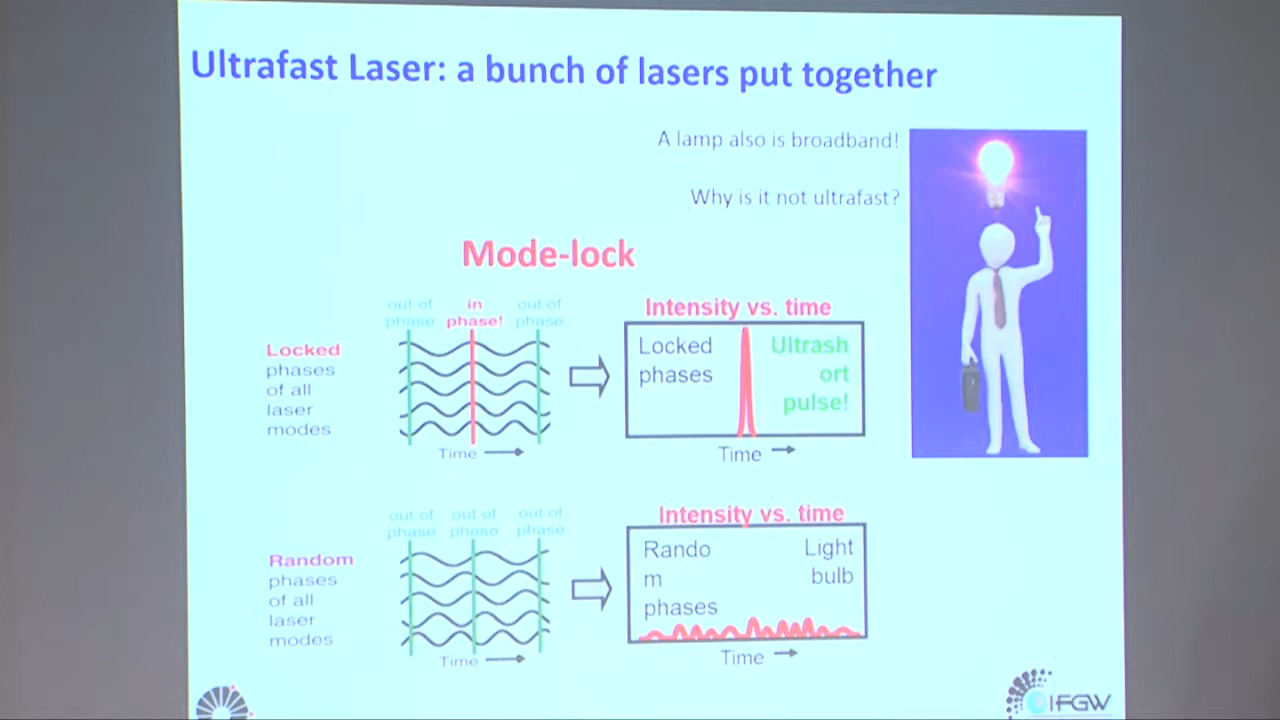 Ultrafast Laser: a bunch of lasers put together
A lamp also is broadband!
Why is it not ultrafast?
Mode-lock
out of
phase
in
phase!
out of
phase
Locked
phases
of all
laser
modes
Time
Intensity vs. time
Locked
phases
Ultrash
ort
pulse!
Time
out of
phase
out of
phase
out of
phase
Random
phases
of all
laser
modes
Time
Intensity vs. time
Rando
m
phases
Light
bulb
Time
IFGW